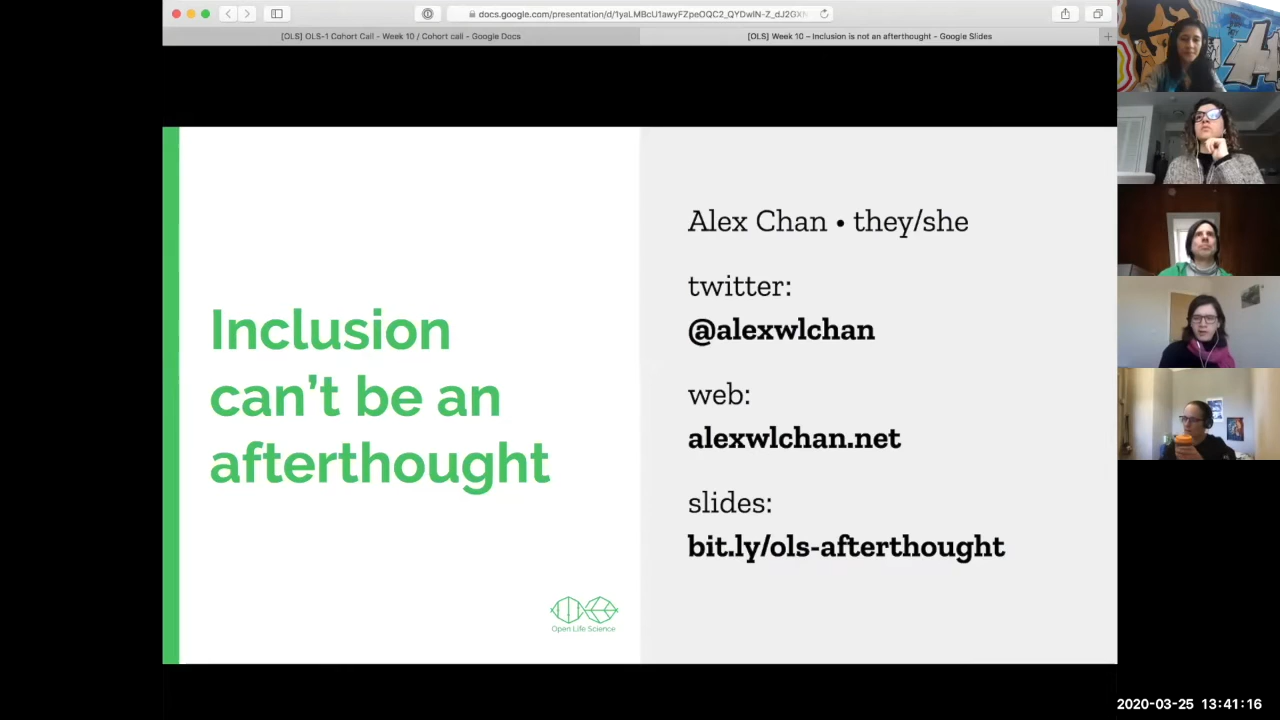 docs.google.com/presentation/d/1yaLMBcU1awyFZpeOQC2_QYDwIN-Z_dJ2GXN
[OLS] OLS-1 Cohort Call - Week 10 / Cohort call - Google Docs
[OLS] Week 10 – Inclusion is not an afterthought - Google Slides
Inclusion
can't be an
afterthought
Open Life Science
Alex Chan • they/she
twitter:
@alexwlchan
web:
alexwlchan.net
slides:
bit.ly/ols-afterthought
2020-03-25 13:41:16